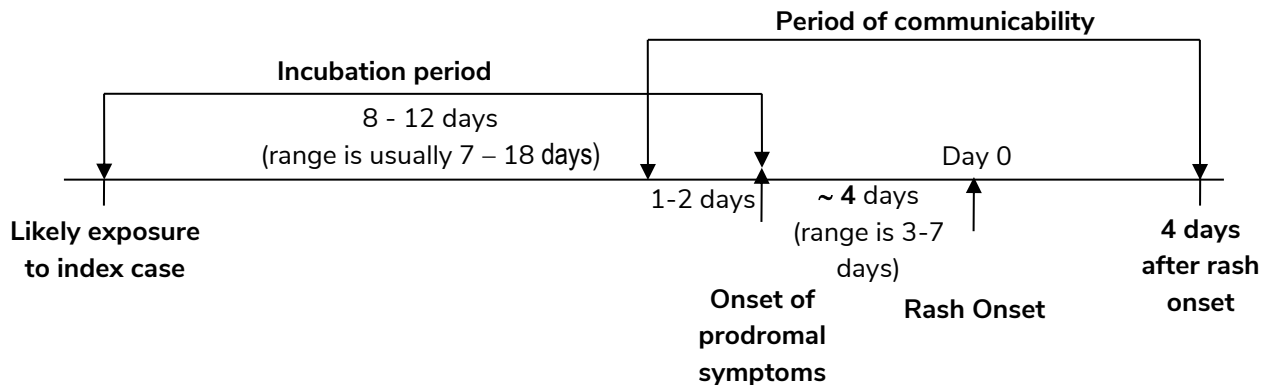 Period of communicability
Incubation period
8 - 12 days
(range is usually 7 – 18 days)
Day 0
1-2 days
~ 4 days
(range is 3-7
days)
Likely exposure
to index case
Onset of
prodromal
symptoms
Rash Onset
4 days
after rash
onset